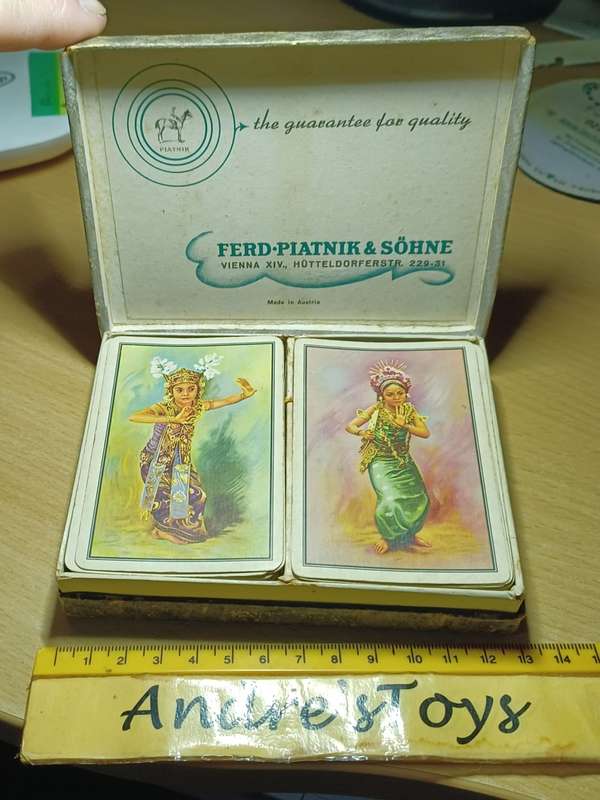 PIATNIK
the guarantee for quality
FERD·PIATNIK & SÖHNE
VIENNA XIV., HÜTTELDORFERSTR. 229-31
Made in Austria
1 2 3 4 5 6 7 8 9 10 11 12 13 14
Andre'sToys